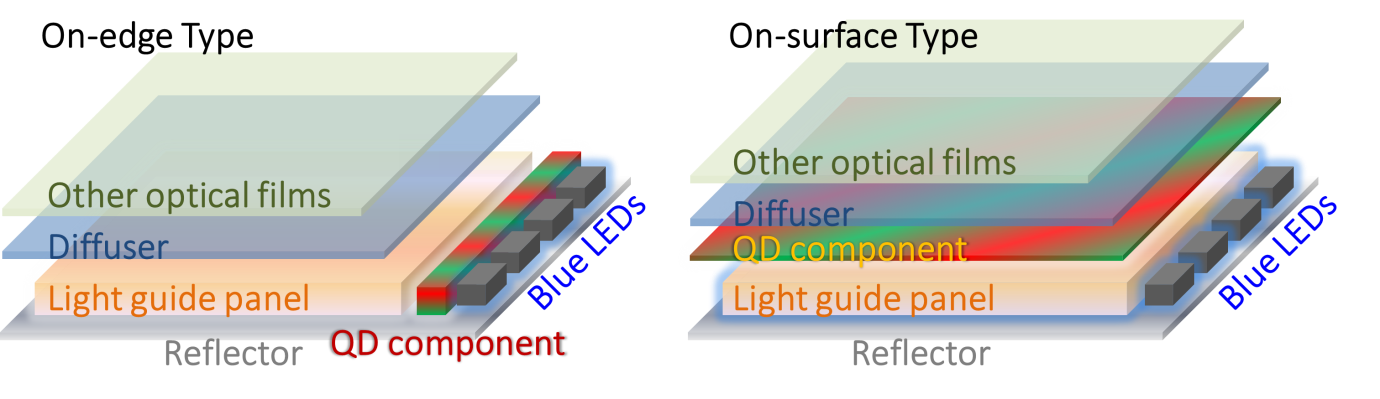 On-edge Type
Other optical films
Diffuser
Light guide panel
Blue LEDs
QD component
Reflector
On-surface Type
Other optical films
Diffuser
QD component
Light guide panel
Blue LEDs
Reflector